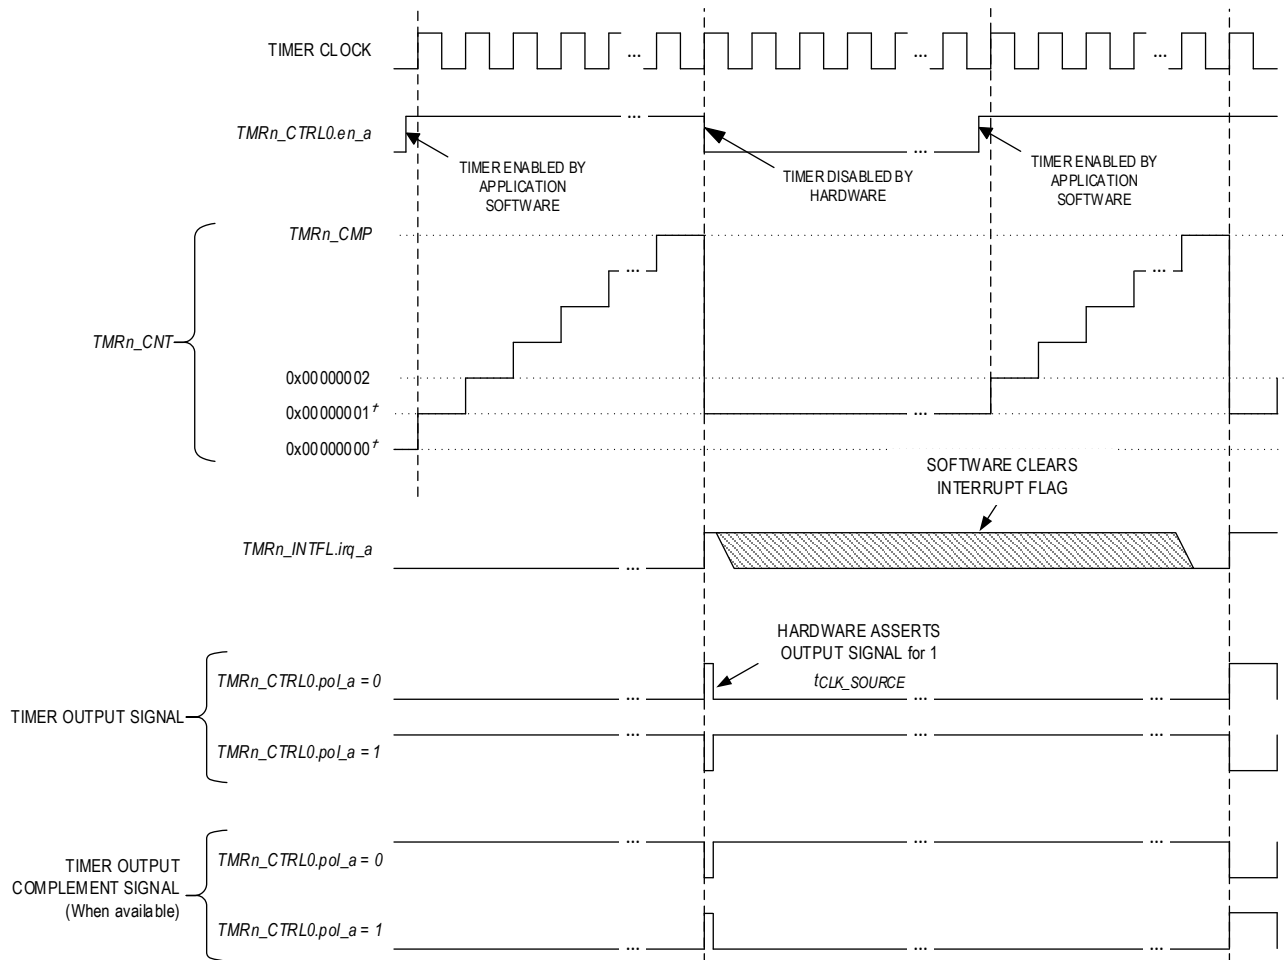 TIMER CLOCK
...
...
...
TMRn_CTRL0.en_a
...
...
TIMER ENABLED BY
APPLICATION
SOFTWARE
TIMER DISABLED BY
HARDWARE
TIMER ENABLED BY
APPLICATION
SOFTWARE
TMRn_CMP
...
...
TMRn_CNT
0x00000002
0x00000001†
...
0x00000000†
SOFTWARE CLEARS
INTERRUPT FLAG
TMRn_INTFL.irq_a
...
HARDWARE ASSERTS
OUTPUT SIGNAL for 1
tCLK_SOURCE
TIMER OUTPUT SIGNAL
TMRn_CTRL0.pol_a = 0
...
...
...
TMRn_CTRL0.pol_a = 1
...
...
...
TIMER OUTPUT
COMPLEMENT SIGNAL
(When available)
TMRn_CTRL0.pol_a = 0
...
...
...
TMRn_CTRL0.pol_a = 1
...
...
...